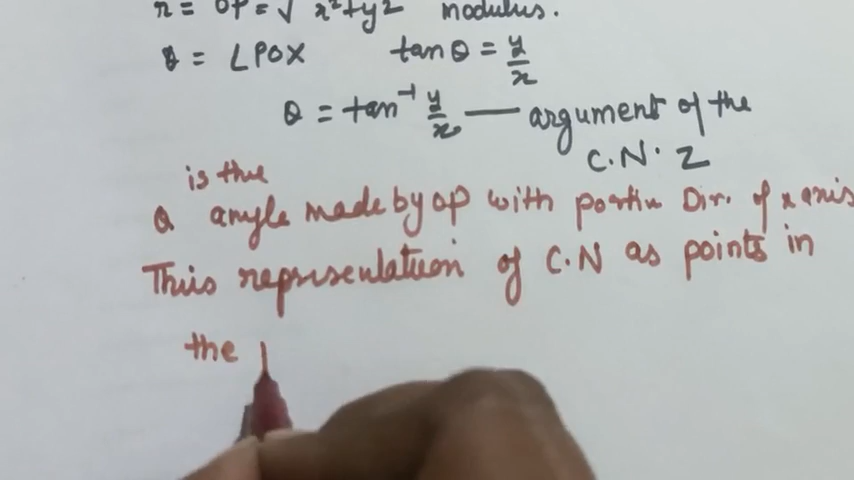 r = OP = √x²+y² modulus.
θ = ∠POX tanθ = y/x
θ = tan⁻¹ y/x — argument of the
C.N. Z
is the
θ angle made by OP with Dir. of x axis
This representation of C.N as points in
the